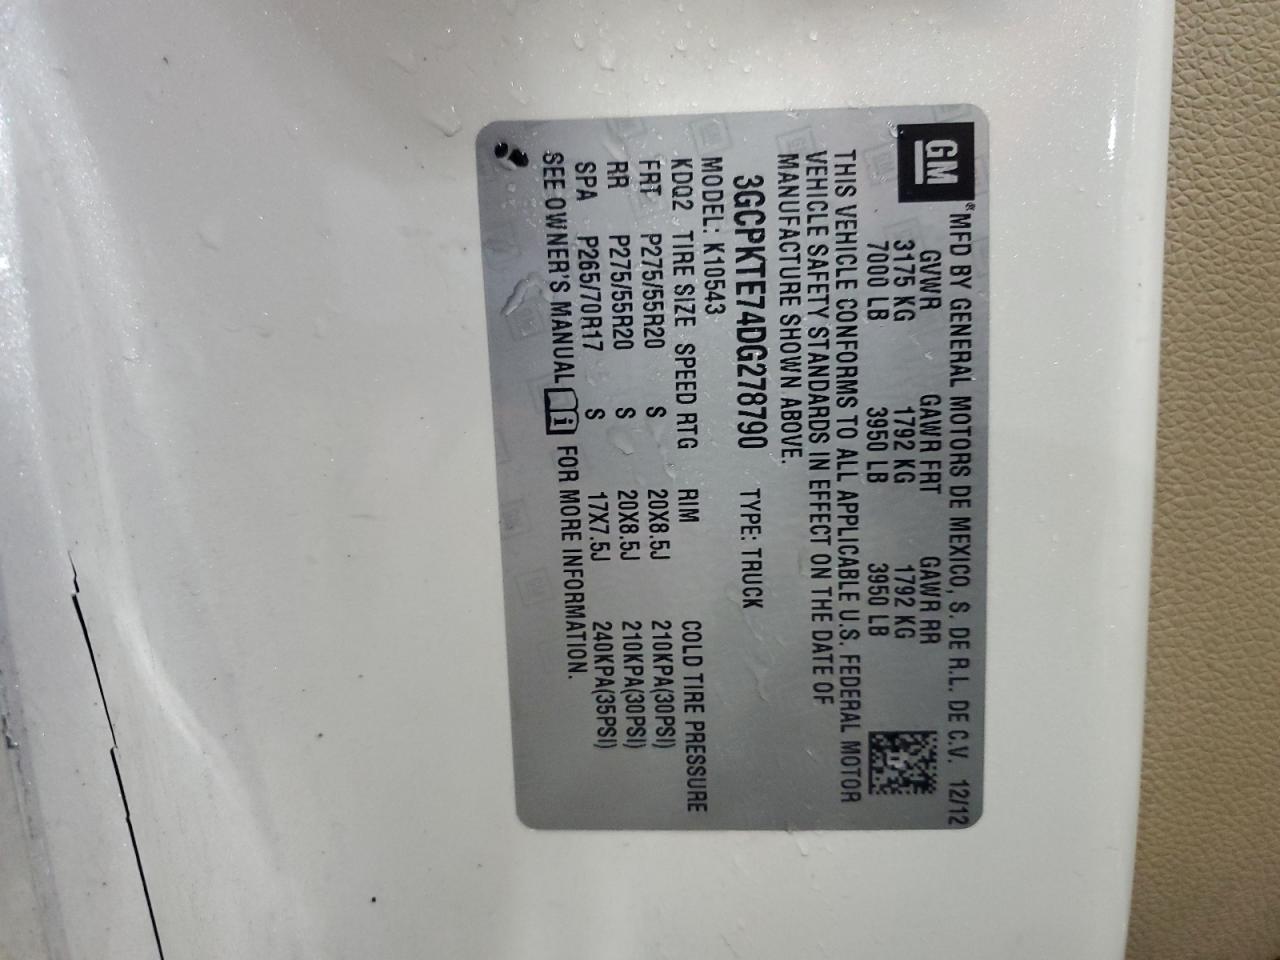 GM
® MFD BY GENERAL MOTORS DE MEXICO, S. DE R.L. DE C.V. 12/12
GVWR GAWR FRT GAWR RR
3175 KG 1792 KG 1792 KG
7000 LB 3950 LB 3950 LB
THIS VEHICLE CONFORMS TO ALL APPLICABLE U.S. FEDERAL MOTOR
VEHICLE SAFETY STANDARDS IN EFFECT ON THE DATE OF
MANUFACTURE SHOWN ABOVE.
3GCPKTE74DG278790 TYPE: TRUCK
MODEL: K10543
KDQ2 TIRE SIZE SPEED RTG RIM COLD TIRE PRESSURE
FRT P275/55R20 S 20X8.5J 210KPA(30PSI)
RR P275/55R20 S 20X8.5J 210KPA(30PSI)
SPA P265/70R17 S 17X7.5J 240KPA(35PSI)
SEE OWNER'S MANUAL i FOR MORE INFORMATION.